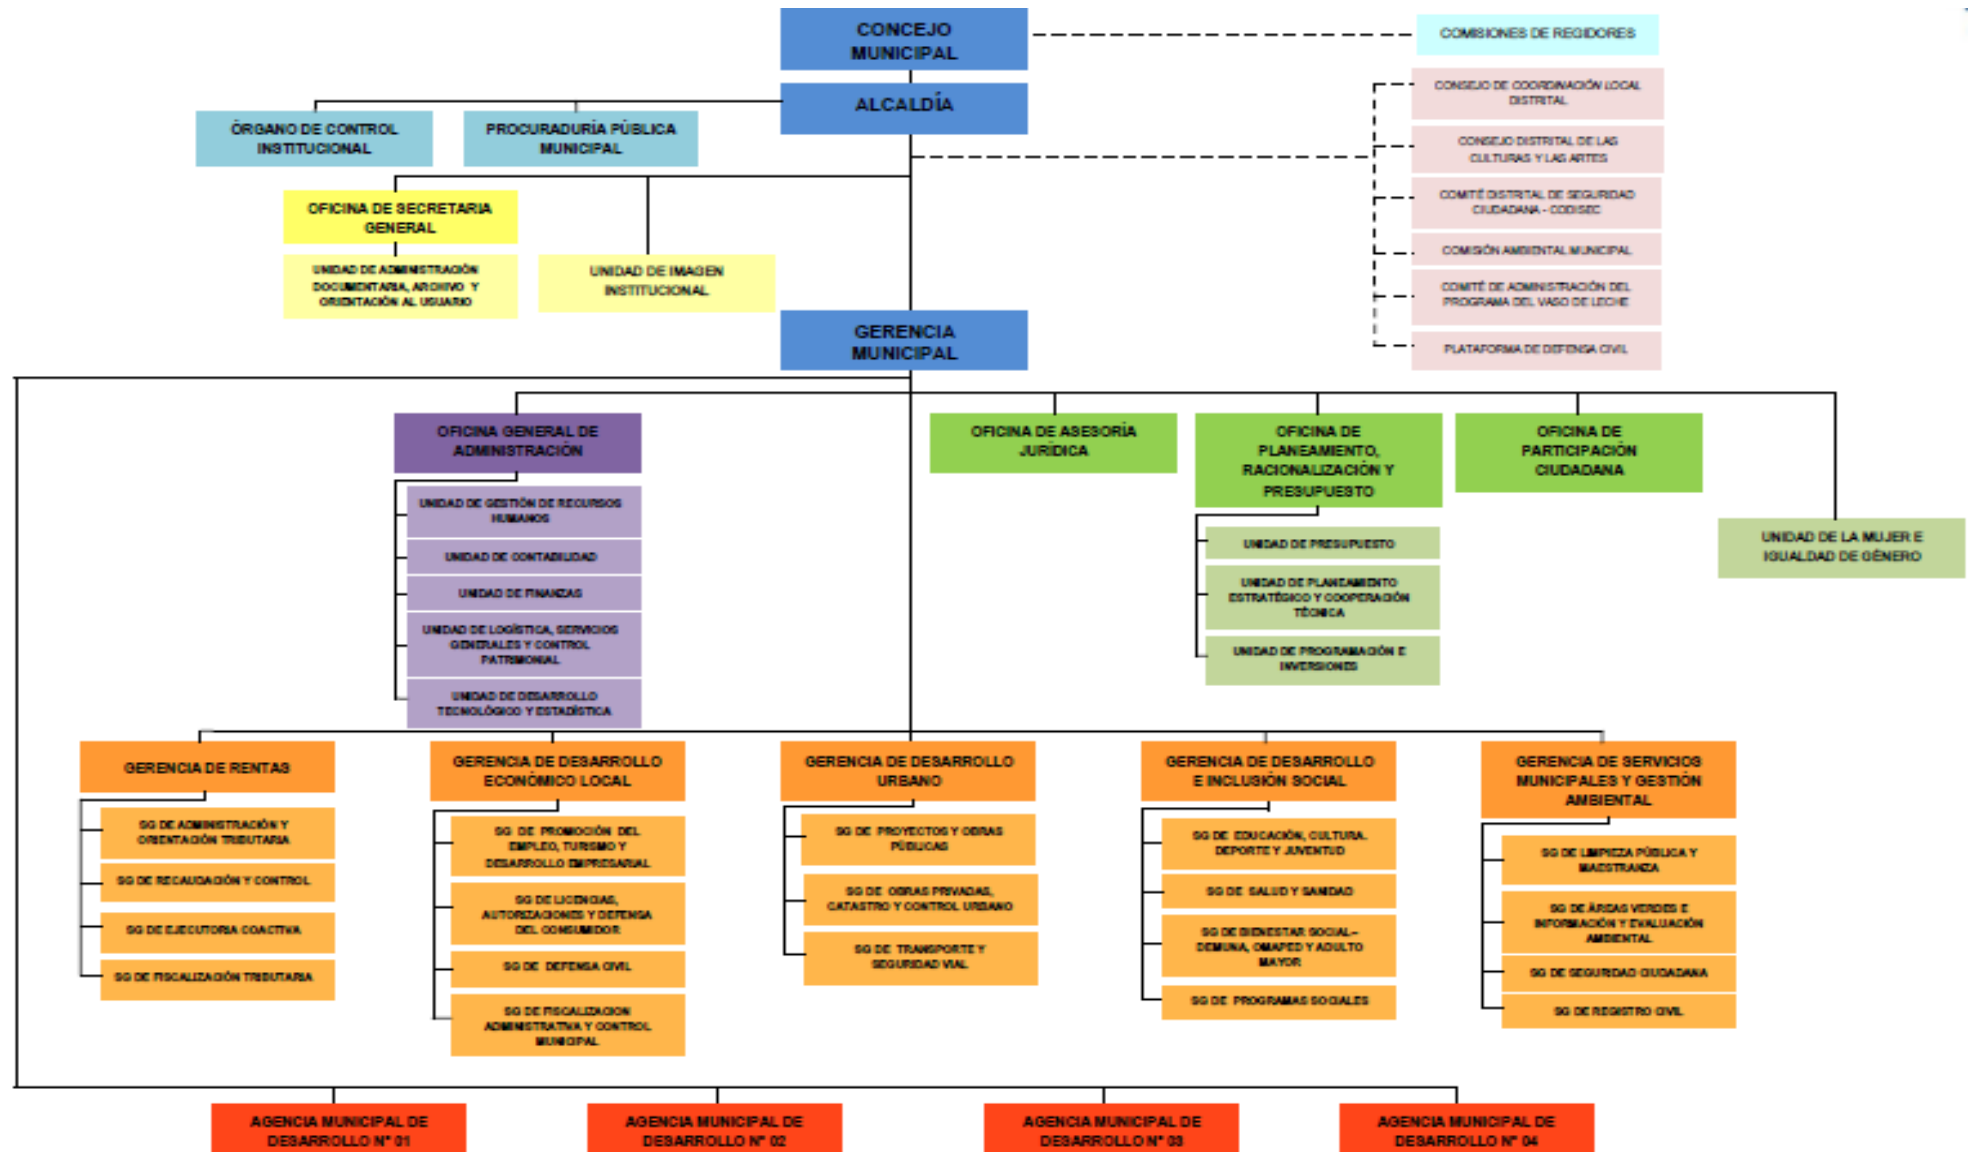 CONCEJO
MUNICIPAL
COMISIONES DE REGIDORES
ALCALDÍA
CONSEJO DE COORDINACIÓN LOCAL
DISTRITAL
ÓRGANO DE CONTROL
INSTITUCIONAL
PROCURADURÍA PÚBLICA
MUNICIPAL
CONSEJO DISTRITAL DE LAS
CULTURAS Y LAS ARTES
COMITÉ DISTRITAL DE SEGURIDAD
CIUDADANA - CODISEC
OFICINA DE SECRETARIA
GENERAL
COMISIÓN AMBIENTAL MUNICIPAL
UNIDAD DE ADMINISTRACIÓN
DOCUMENTARIA, ARCHIVO Y
ORIENTACIÓN AL USUARIO
UNIDAD DE IMAGEN
INSTITUCIONAL
COMITÉ DE ADMINISTRACIÓN DEL
PROGRAMA DEL VASO DE LECHE
GERENCIA
MUNICIPAL
PLATAFORMA DE DEFENSA CIVIL
OFICINA GENERAL DE
ADMINISTRACIÓN
OFICINA DE ASESORÍA
JURÍDICA
OFICINA DE
PLANEAMIENTO,
RACIONALIZACIÓN Y
PRESUPUESTO
OFICINA DE
PARTICIPACIÓN
CIUDADANA
UNIDAD DE LA MUJER E
IGUALDAD DE GÉNERO
UNIDAD DE GESTIÓN DE RECURSOS
HUMANOS
UNIDAD DE CONTABILIDAD
UNIDAD DE FINANZAS
UNIDAD DE LOGÍSTICA, SERVICIOS
GENERALES Y CONTROL
PATRIMONIAL
UNIDAD DE DESARROLLO
TECNOLÓGICO Y ESTADÍSTICA
UNIDAD DE PRESUPUESTO
UNIDAD DE PLANEAMIENTO
ESTRATÉGICO Y COOPERACIÓN
TÉCNICA
UNIDAD DE PROGRAMACIÓN E
INVERSIONES
GERENCIA DE RENTAS
SG DE ADMINISTRACIÓN Y
ORIENTACIÓN TRIBUTARIA
SG DE RECAUDACIÓN Y CONTROL
SG DE EJECUTORIA COACTIVA
SG DE FISCALIZACIÓN TRIBUTARIA
GERENCIA DE DESARROLLO
ECONÓMICO LOCAL
SG DE PROMOCIÓN DEL
EMPLEO, TURISMO Y
DESARROLLO EMPRESARIAL
SG DE LICENCIAS,
AUTORIZACIONES Y DEFENSA
DEL CONSUMIDOR
SG DE DEFENSA CIVIL
SG DE FISCALIZACION
ADMINISTRATIVA Y CONTROL
MUNICIPAL
GERENCIA DE DESARROLLO
URBANO
SG DE PROYECTOS Y OBRAS
PÚBLICAS
SG DE OBRAS PRIVADAS,
CATASTRO Y CONTROL URBANO
SG DE TRANSPORTE Y
SEGURIDAD VIAL
GERENCIA DE DESARROLLO
E INCLUSIÓN SOCIAL
SG DE EDUCACIÓN, CULTURA.
DEPORTE Y JUVENTUD
SG DE SALUD Y SANIDAD
SG DE BIENESTAR SOCIAL–
DEMUNA, OMAPED Y ADULTO
MAYOR
SG DE PROGRAMAS SOCIALES
GERENCIA DE SERVICIOS
MUNICIPALES Y GESTIÓN
AMBIENTAL
SG DE LIMPIEZA PÚBLICA Y
MAESTRANZA
SG DE ÁREAS VERDES E
INFORMACIÓN Y EVALUACIÓN
AMBIENTAL
SG DE SEGURIDAD CIUDADANA
SG DE REGISTRO CIVIL
AGENCIA MUNICIPAL DE
DESARROLLO N° 01
AGENCIA MUNICIPAL DE
DESARROLLO N° 02
AGENCIA MUNICIPAL DE
DESARROLLO N° 03
AGENCIA MUNICIPAL DE
DESARROLLO N° 04